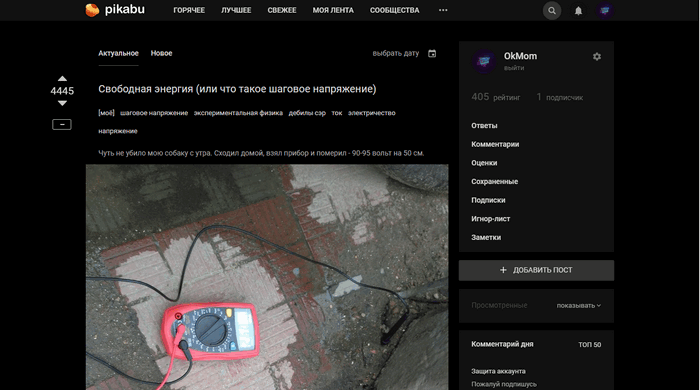 pikabu
ГОРЯЧЕЕ ЛУЧШЕЕ СВЕЖЕЕ МОЯ ЛЕНТА СООБЩЕСТВА
Актуальное Новое
выбрать дату
4445
Свободная энергия (или что такое шаговое напряжение)
[моё] шаговое напряжение экспериментальная физика дебилы сэр ток электричество
напряжение
Чуть не убило мою собаку с утра. Сходил домой, взял прибор и померил - 90-95 вольт на 50 см.
OkMom
выйти
405 рейтинг 1 подписчик
Ответы
Комментарии
Оценки
Сохраненные
Подписки
Игнор-лист
Заметки
+ ДОБАВИТЬ ПОСТ
Просмотренные показывать
Комментарий дня ТОП 50
Защита аккаунта
Пожалуй подпишусь